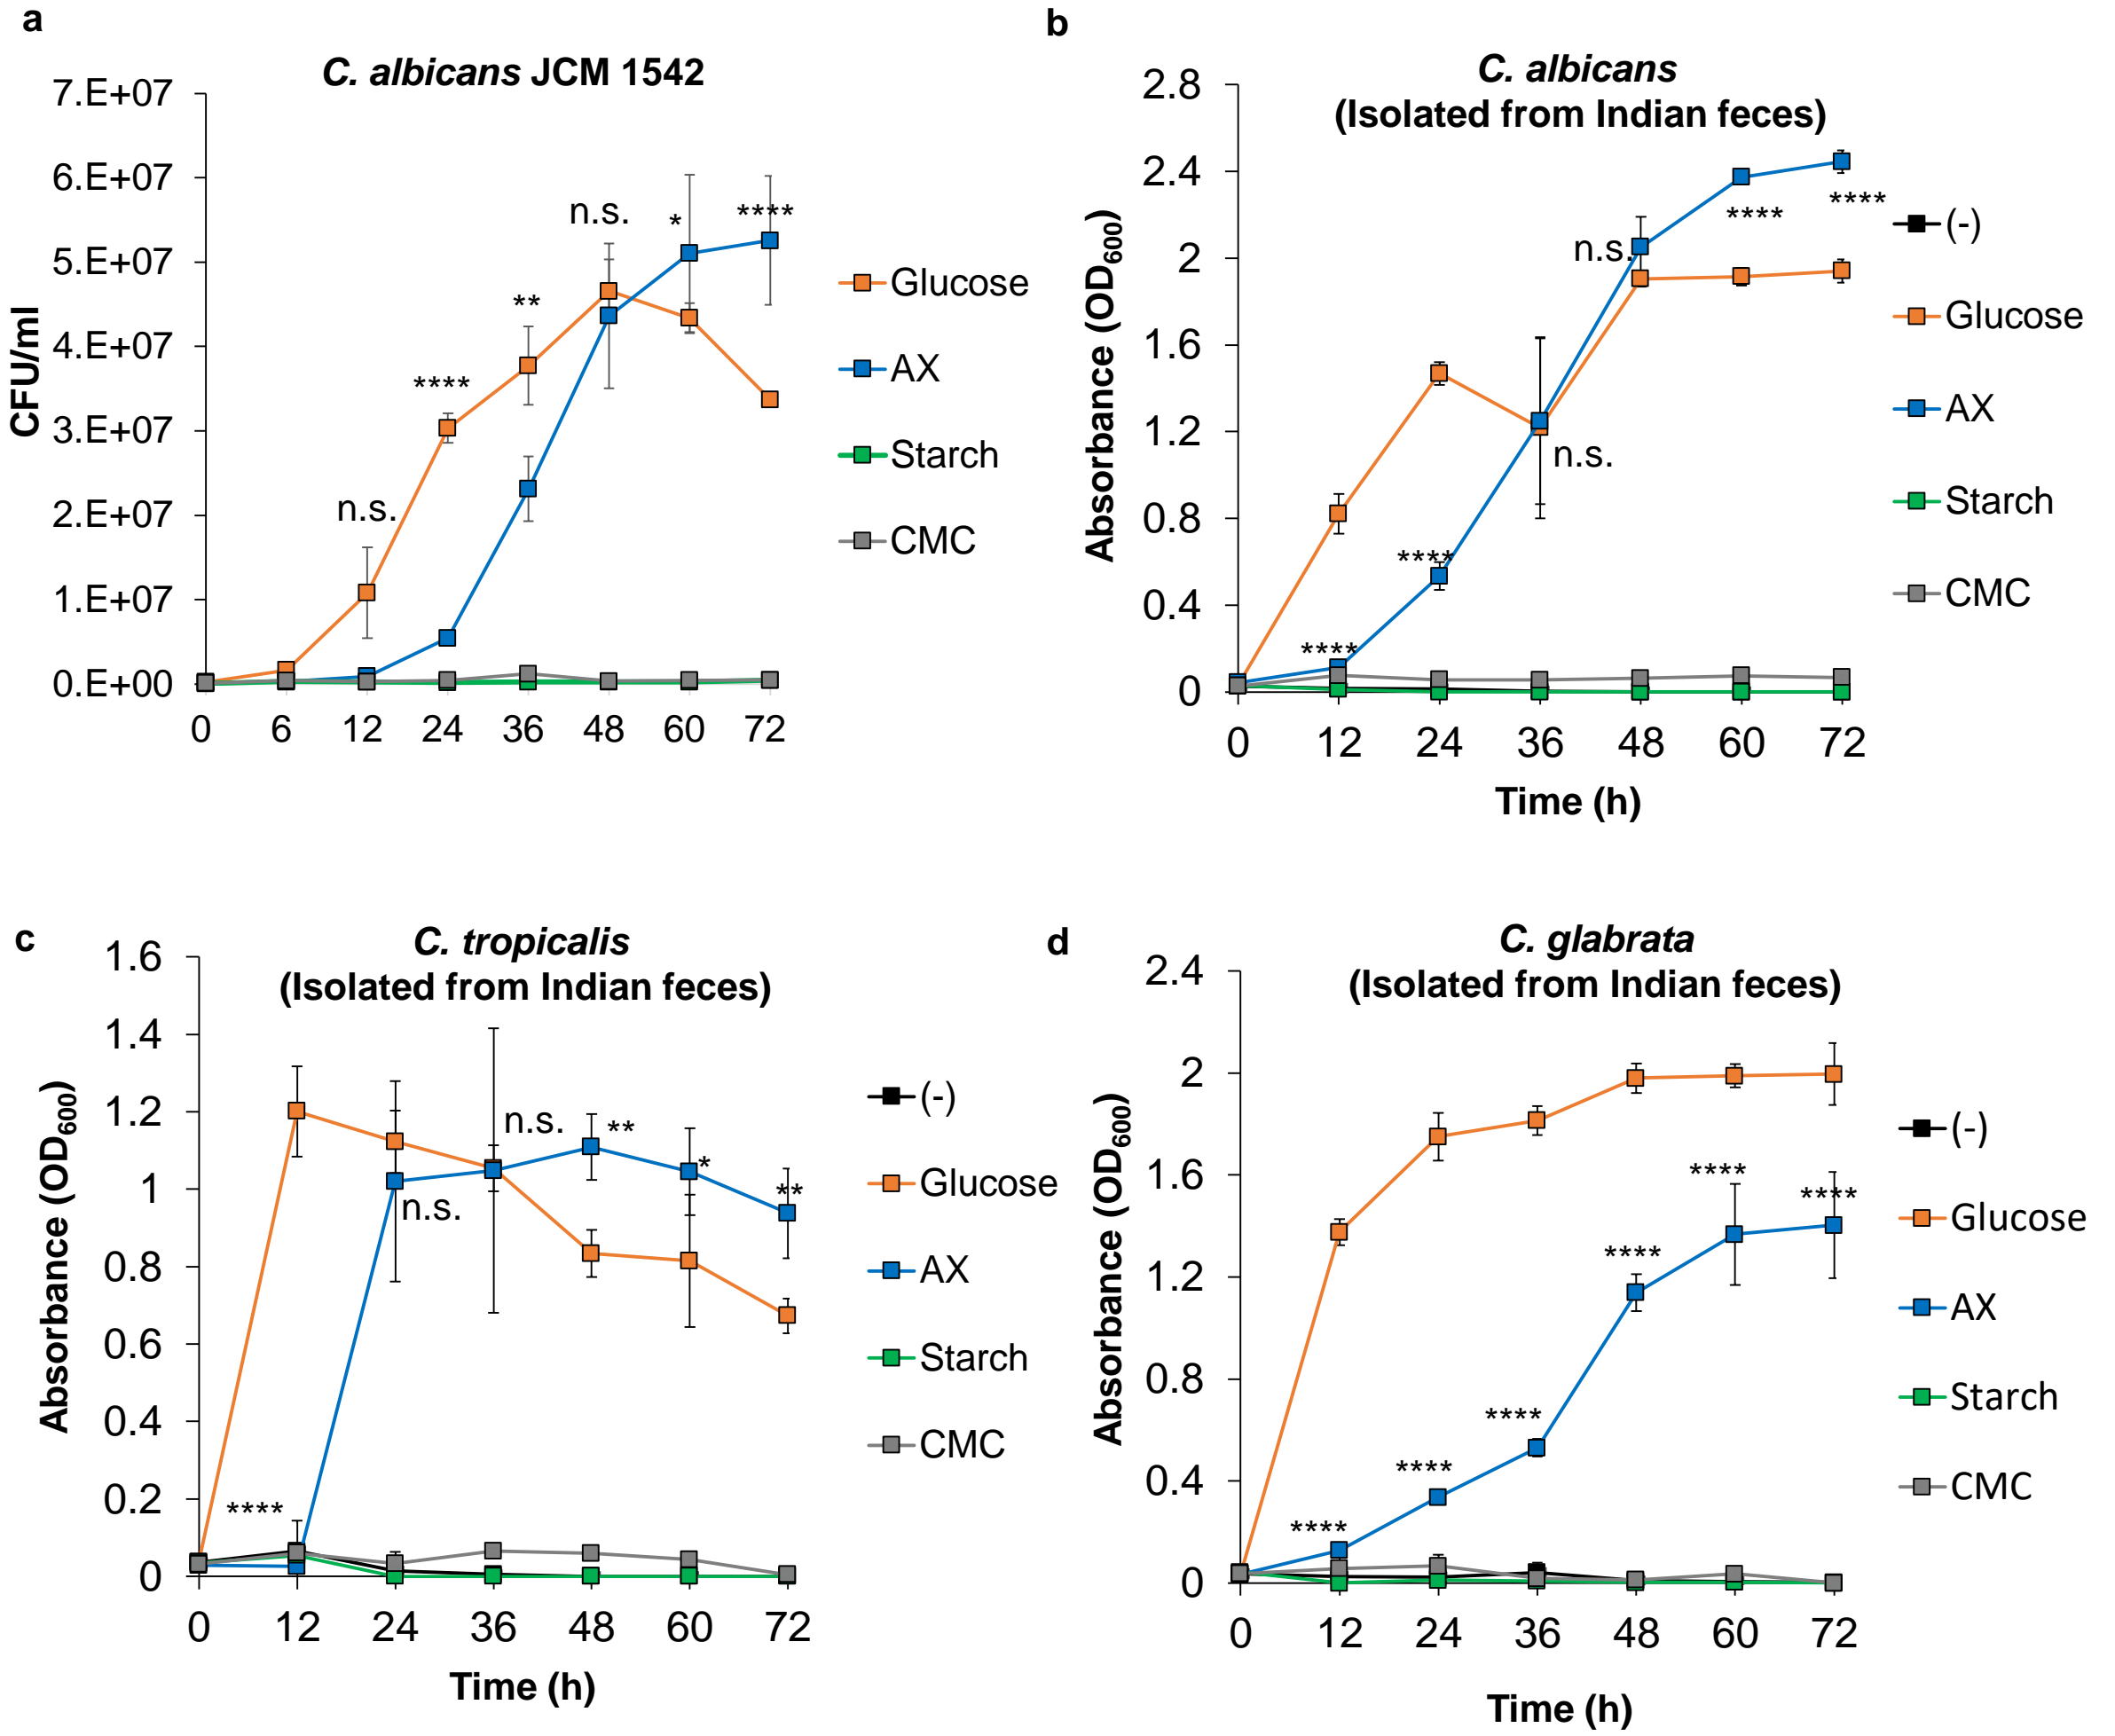 a
C. albicans JCM 1542
7.E+07
6.E+07
5.E+07
4.E+07
3.E+07
2.E+07
1.E+07
0.E+00
CFU/ml
n.s.
****
**
n.s.
*
****
0 6 12 24 36 48 60 72
Glucose
AX
Starch
CMC
b
C. albicans
(Isolated from Indian feces)
2.8
2.4
2
1.6
1.2
0.8
0.4
0
Absorbance (OD600)
****
****
n.s.
n.s.
****
****
0 12 24 36 48 60 72
Time (h)
(-)
Glucose
AX
Starch
CMC
c
C. tropicalis
(Isolated from Indian feces)
1.6
1.4
1.2
1
0.8
0.6
0.4
0.2
0
Absorbance (OD600)
****
n.s.
n.s.
**
*
**
0 12 24 36 48 60 72
Time (h)
(-)
Glucose
AX
Starch
CMC
d
C. glabrata
(Isolated from Indian feces)
2.4
2
1.6
1.2
0.8
0.4
0
Absorbance (OD600)
****
****
****
****
****
****
0 12 24 36 48 60 72
Time (h)
(-)
Glucose
AX
Starch
CMC